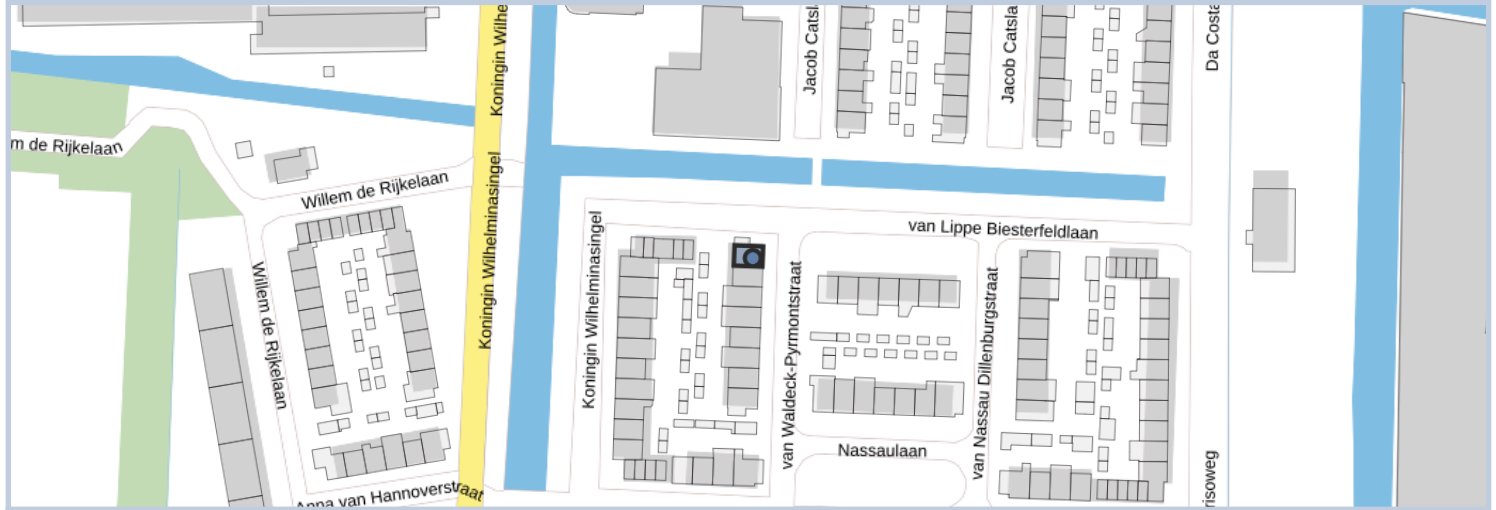 Koningin Wilhe
Jacob Catsla
Jacob Catsla
Da Costa
m de Rijkelaan
Willem de Rijkelaan
Koningin Wilhelminasingel
Koningin Wilhelminasingel
van Lippe Biesterfeldlaan
Willem de Rijkelaan
van Waldeck-Pyrmontstraat
van Nassau Dillenburgstraat
Nassaulaan
risoweg
Anna van Hannoverstraat